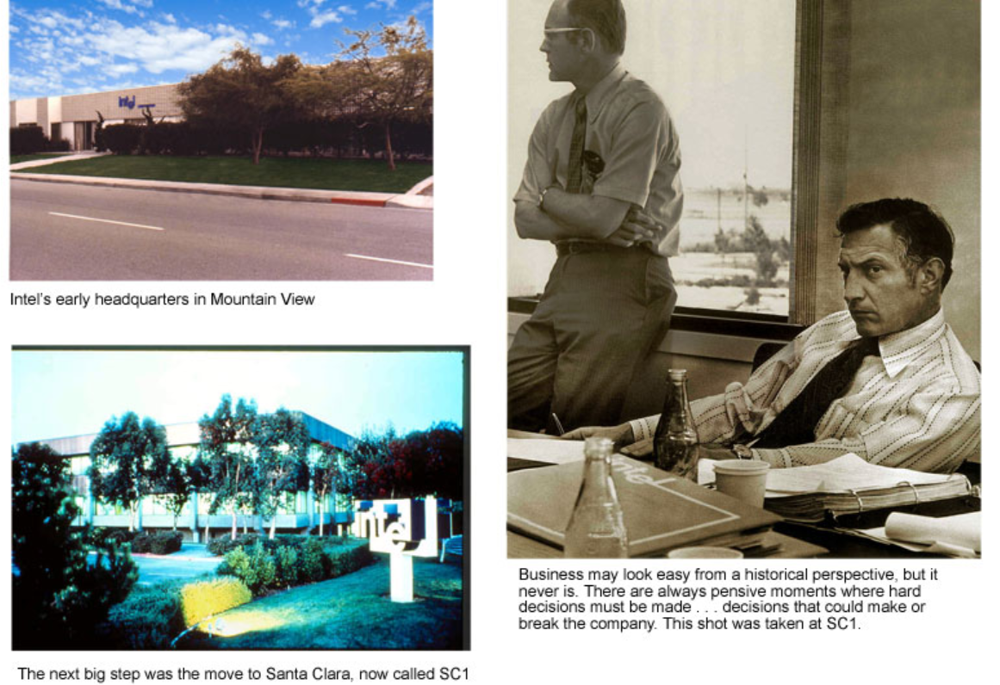 intel
Intel's early headquarters in Mountain View
intel
The next big step was the move to Santa Clara, now called SC1
Business may look easy from a historical perspective, but it
never is. There are always pensive moments where hard
decisions must be made . . . decisions that could make or
break the company. This shot was taken at SC1.